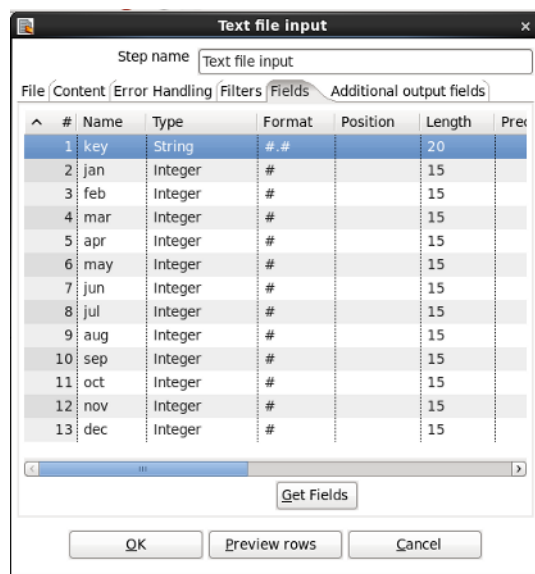 Text file input
Step name Text file input
File Content Error Handling Filters Fields Additional output fields
# Name Type Format Position Length Prec
1 key String #.# 20
2 jan Integer # 15
3 feb Integer # 15
4 mar Integer # 15
5 apr Integer # 15
6 may Integer # 15
7 jun Integer # 15
8 jul Integer # 15
9 aug Integer # 15
10 sep Integer # 15
11 oct Integer # 15
12 nov Integer # 15
13 dec Integer # 15
Get Fields
OK Preview rows Cancel